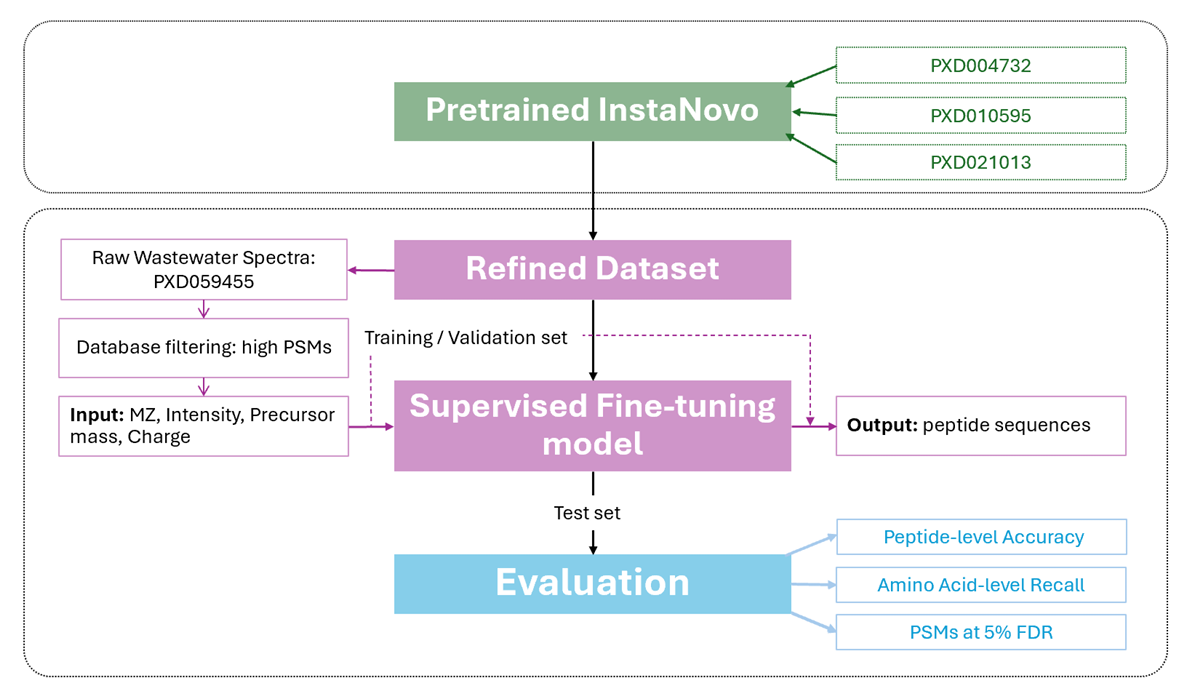 Pretrained InstaNovo
PXD004732
PXD010595
PXD021013
Refined Dataset
Raw Wastewater Spectra:
PXD059455
Database filtering: high PSMs
Training / Validation set
Input: MZ, Intensity, Precursor
mass, Charge
Supervised Fine-tuning
model
Output: peptide sequences
Test set
Evaluation
Peptide-level Accuracy
Amino Acid-level Recall
PSMs at 5% FDR